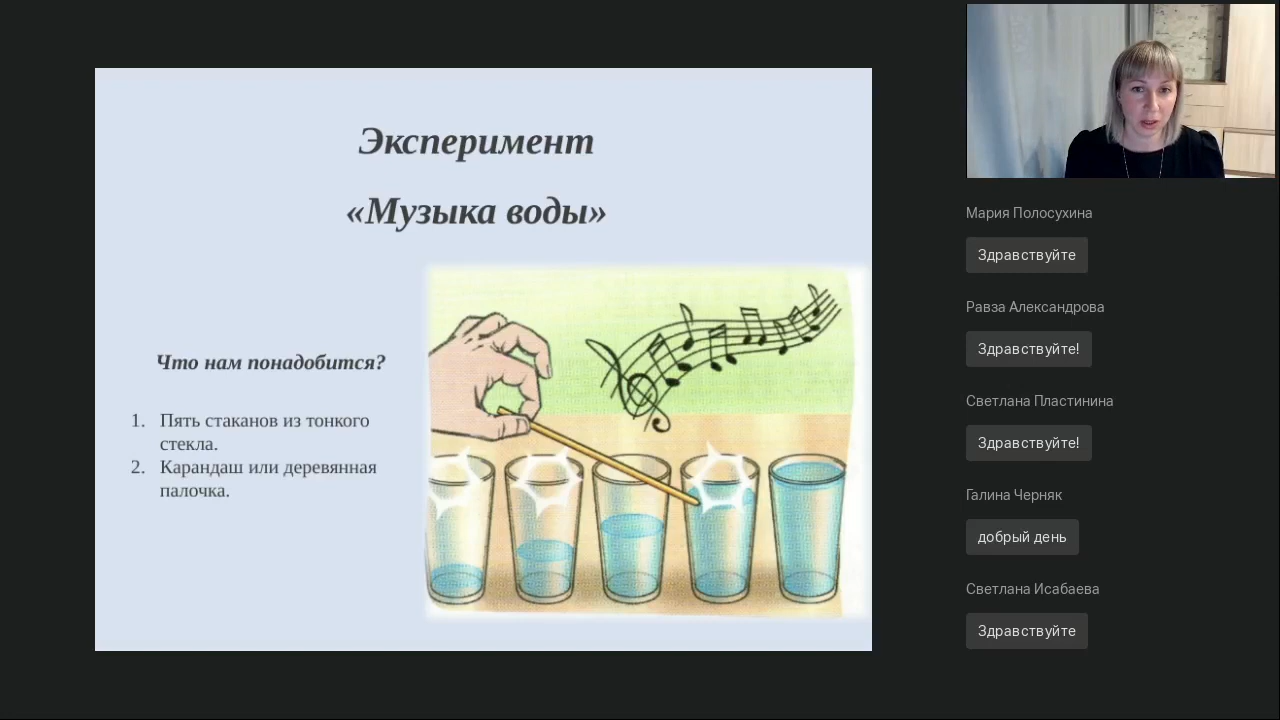 Эксперимент
«Музыка воды»
Что нам понадобится?
1. Пять стаканов из тонкого
стекла.
2. Карандаш или деревянная
палочка.
Мария Полосухина
Здравствуйте
Равза Александрова
Здравствуйте!
Светлана Пластинина
Здравствуйте!
Галина Черняк
добрый день
Светлана Исабаева
Здравствуйте